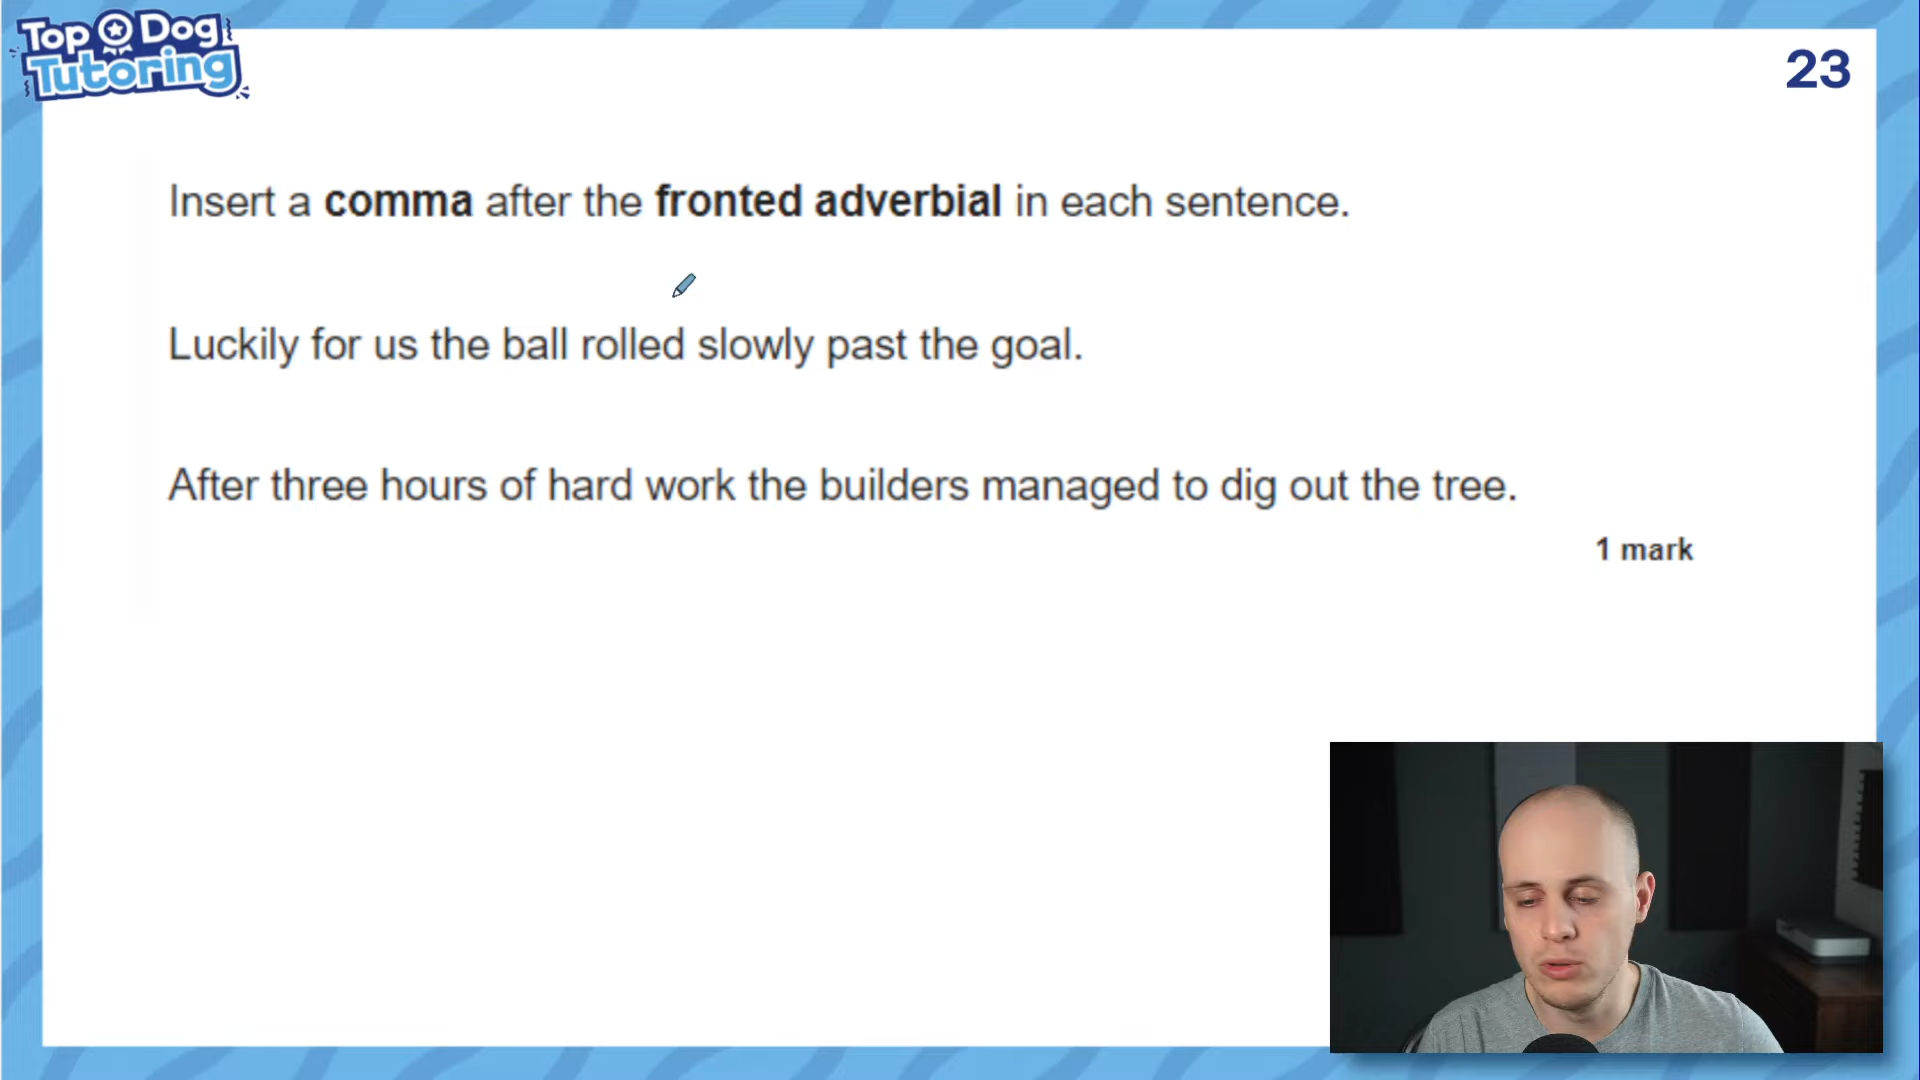 Top Dog
Tutoring
23
Insert a comma after the fronted adverbial in each sentence.
Luckily for us the ball rolled slowly past the goal.
After three hours of hard work the builders managed to dig out the tree.
1 mark